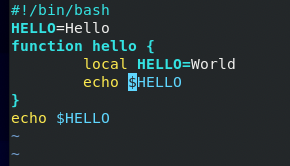 #!/bin/bash
HELLO=Hello
function hello {
        local HELLO=World
        echo $HELLO
}
echo $HELLO
~
~